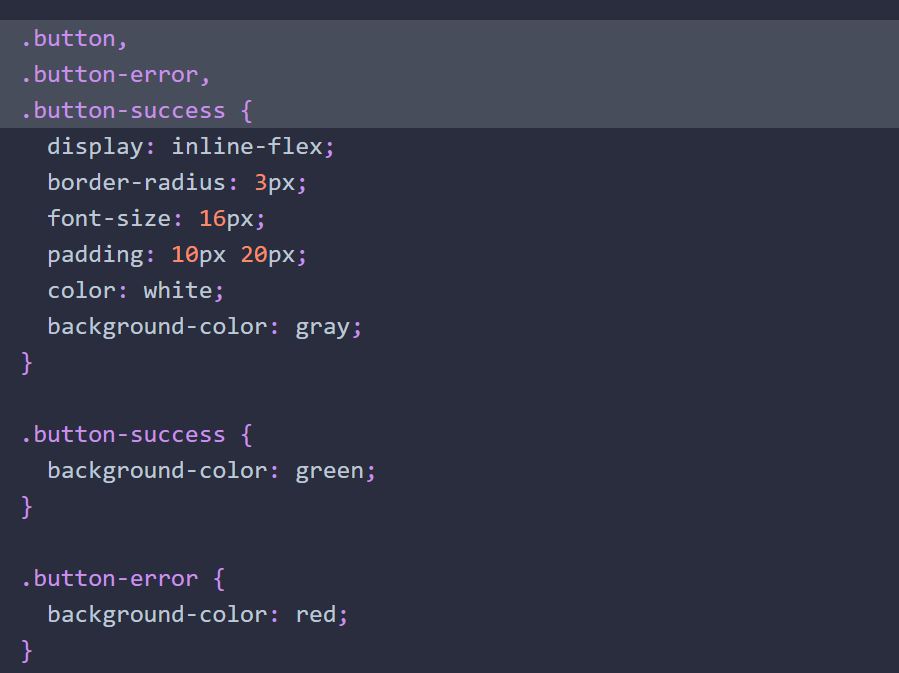 .button,
.button-error,
.button-success {
  display: inline-flex;
  border-radius: 3px;
  font-size: 16px;
  padding: 10px 20px;
  color: white;
  background-color: gray;
}

.button-success {
  background-color: green;
}

.button-error {
  background-color: red;
}